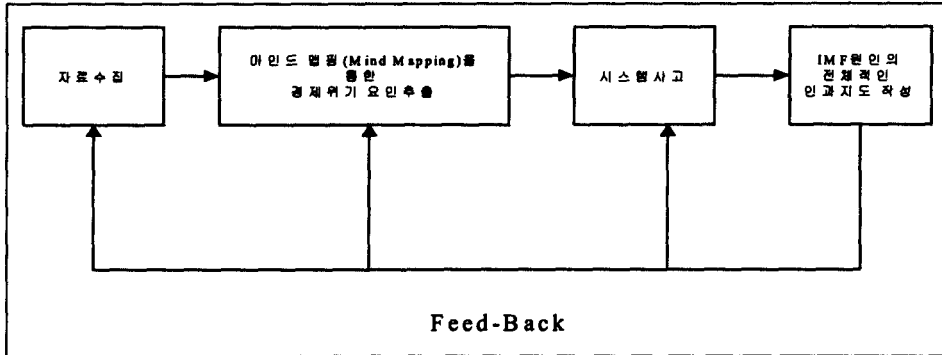 자료수집
마인드 맵핑(Mind Mapping)를
통한
경제위기 요인추출
시스템사고
IMF원인의
전체적인
인과지도 작성
Feed-Back